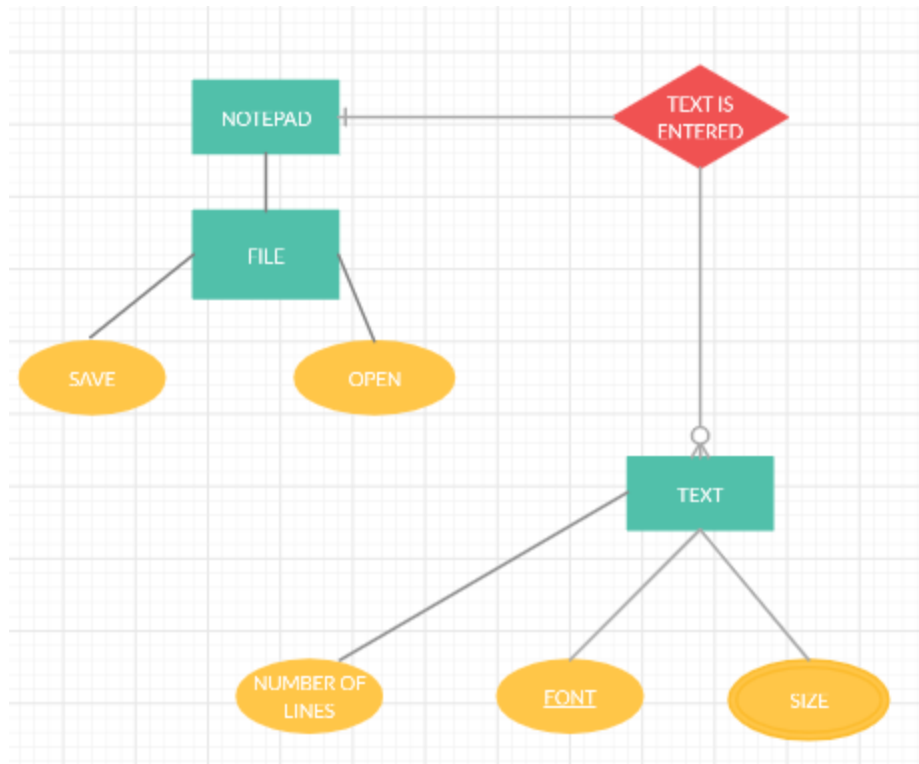 NOTEPAD
TEXT IS
ENTERED
FILE
SAVE
OPEN
TEXT
NUMBER OF
LINES
FONT
SIZE